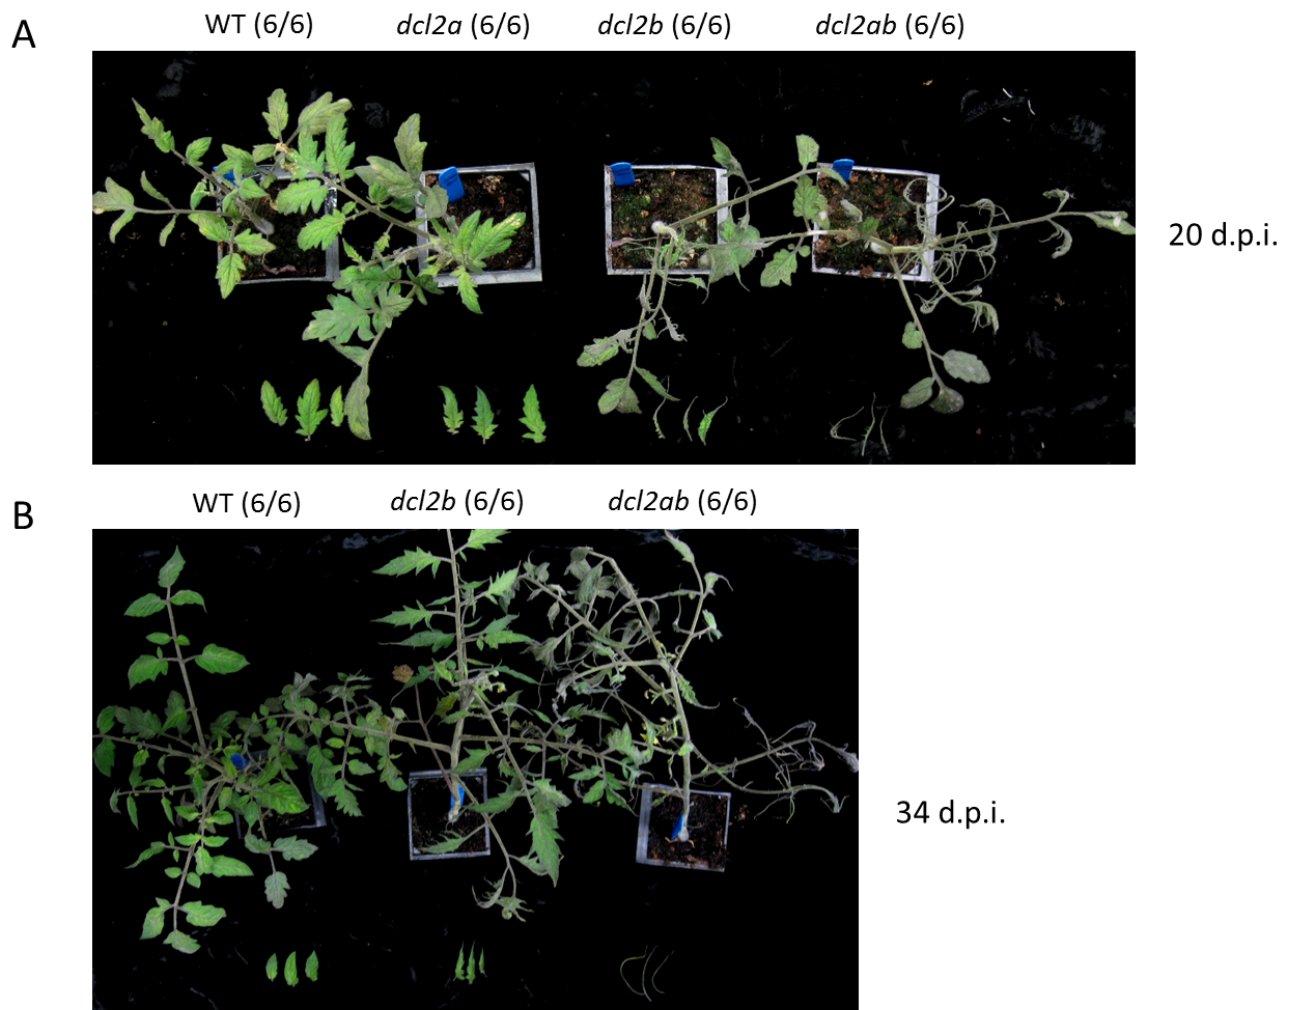 A
WT (6/6) dcl2a (6/6) dcl2b (6/6) dcl2ab (6/6)
20 d.p.i.
B
WT (6/6) dcl2b (6/6) dcl2ab (6/6)
34 d.p.i.